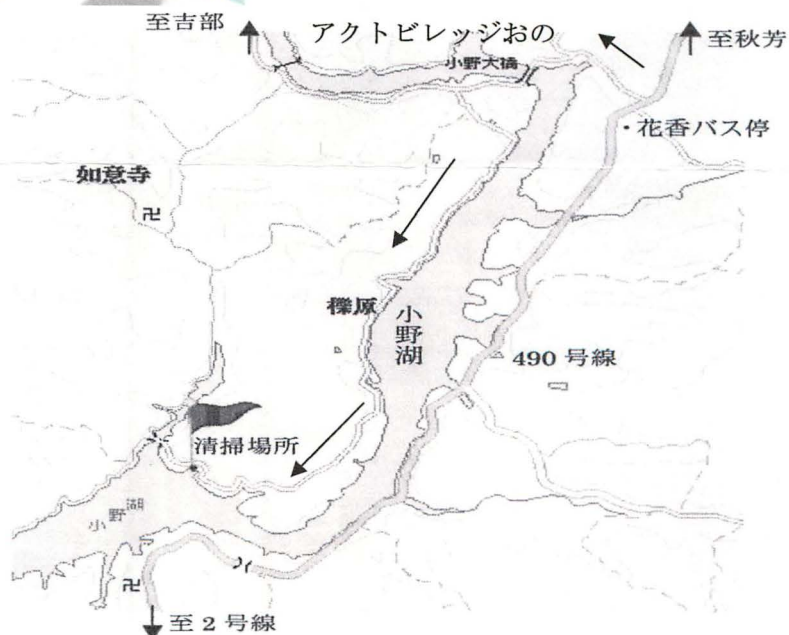 至吉部
アクトビレッジおの
至秋芳
小野大橋
・花香バス停
如意寺
卍
櫟原
小野湖
490 号線
清掃場所
小野湖
卍
至 2 号線